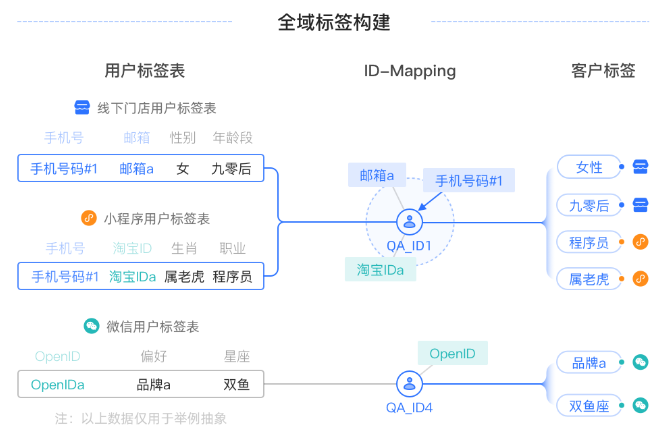 全域标签构建
用户标签表 ID-Mapping 客户标签
线下门店用户标签表
手机号 邮箱 性别 年龄段
手机号码#1 邮箱a 女 九零后
小程序用户标签表
手机号 淘宝ID 生肖 职业
手机号码#1 淘宝IDa 属老虎 程序员
微信用户标签表
OpenID 偏好 星座
OpenIDa 品牌a 双鱼
注：以上数据仅用于举例抽象
邮箱a
手机号码#1
QA_ID1
淘宝IDa
OpenID
QA_ID4
女性
九零后
程序员
属老虎
品牌a
双鱼座